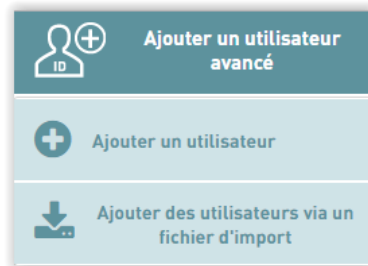 Ajouter un utilisateur
avancé
ID
Ajouter un utilisateur
Ajouter des utilisateurs via un
fichier d'import